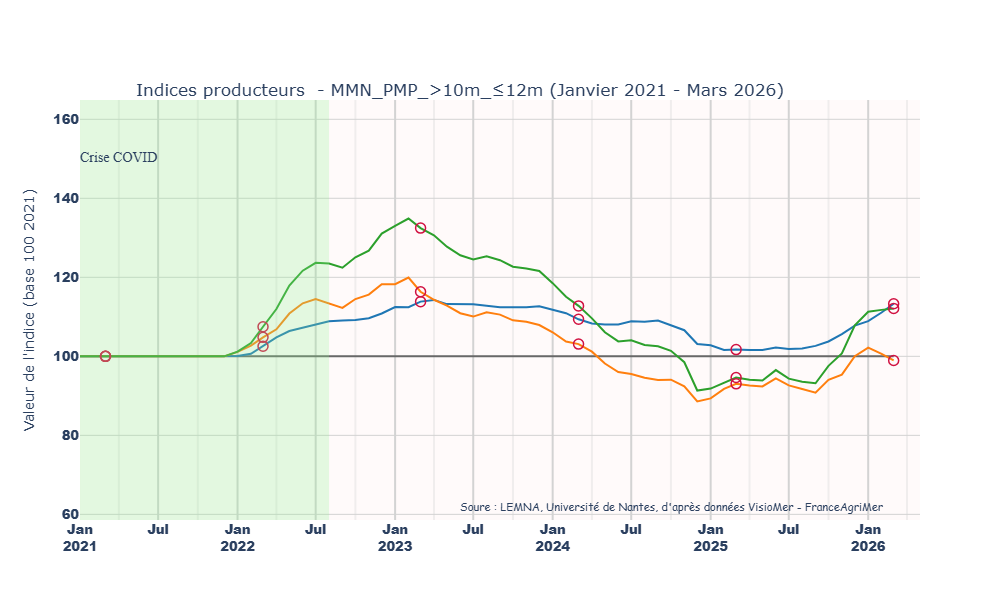 Indices producteurs  - MMN_PMP_>10m_≤12m (Janvier 2021 - Mars 2026)
Valeur de l'indice (base 100 2021)
160
Crise COVID
140
120
100
80
60
Soure : LEMNA, Université de Nantes, d'après données VisioMer - FranceAgriMer
Jan Jul Jan Jul Jan Jul Jan Jul Jan Jul Jan
2021 2022 2023 2024 2025 2026